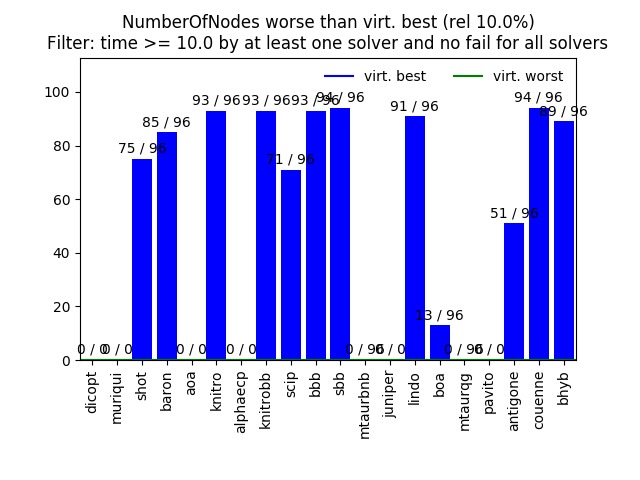 NumberOfNodes worse than virt. best (rel 10.0%)
Filter: time >= 10.0 by at least one solver and no fail for all solvers
virt. best
virt. worst
100
80
60
40
20
0
0 / 0
0 / 0
75 / 96
85 / 96
0 / 0
93 / 96
0 / 0
93 / 96
71 / 96
93 / 96
94 / 96
0 / 96
0 / 0
91 / 96
13 / 96
0 / 96
0 / 0
51 / 96
94 / 96
89 / 96
dicopt
muriqui
shot
baron
aoa
knitro
alphaecp
knitrobb
scip
bbb
sbb
mtaurbnb
juniper
lindo
boa
mtaurqg
pavito
antigone
couenne
bhyb